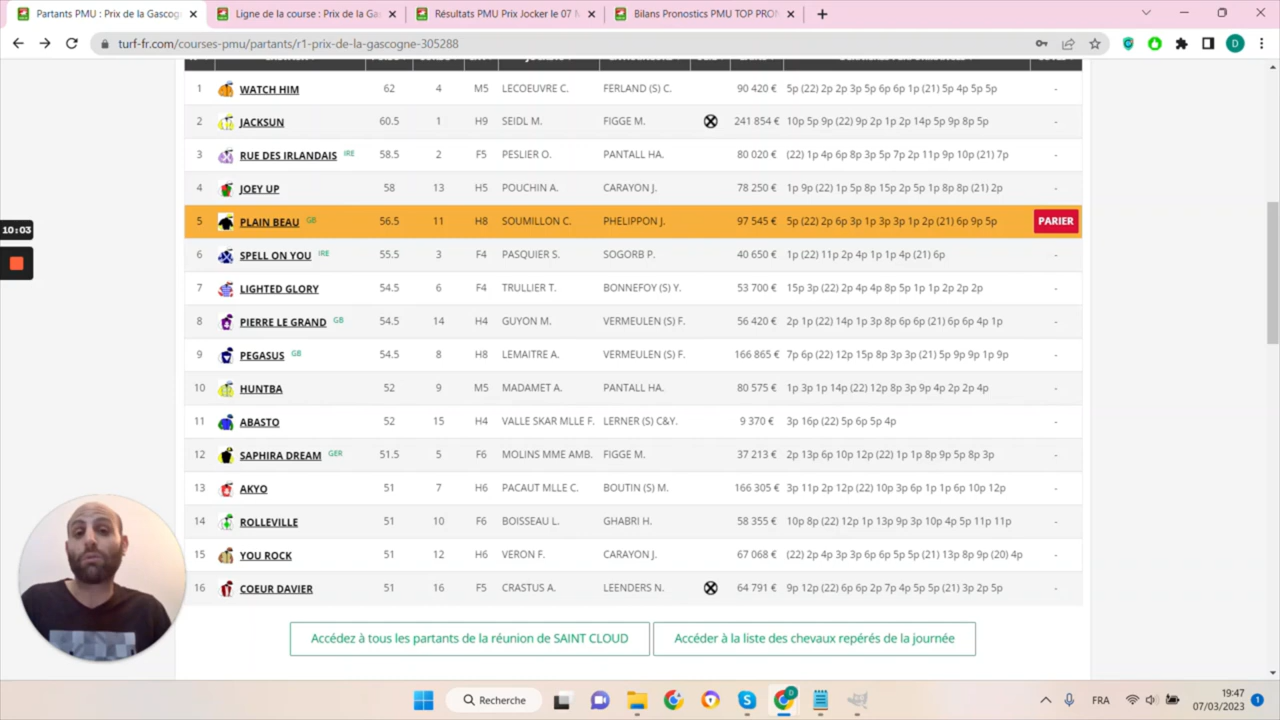 Partants PMU : Prix de la Gascogn
Ligne de la course : Prix de la Ga
Résultats PMU Prix Jocker le 07 M
Bilans Pronostics PMU TOP PRON
turf-fr.com/courses-pmu/partants/r1-prix-de-la-gascogne-305288
1 WATCH HIM 62 4 M5 LECOEUVRE C. FERLAND (S) C. 90 420 € 5p (22) 2p 2p 3p 5p 6p 6p 1p (21) 5p 4p 5p 5p -
2 JACKSUN 60.5 1 H9 SEIDL M. FIGGE M. 241 854 € 10p 5p 9p (22) 9p 2p 1p 2p 14p 5p 9p 8p 5p -
3 RUE DES IRLANDAIS IRE 58.5 2 F5 PESLIER O. PANTALL HA. 80 020 € (22) 1p 4p 6p 8p 3p 5p 7p 2p 11p 9p 10p (21) 7p -
4 JOEY UP 58 13 H5 POUCHIN A. CARAYON J. 78 250 € 1p 9p (22) 1p 5p 8p 15p 2p 5p 1p 8p 8p (21) 2p -
5 PLAIN BEAU GB 56.5 11 H8 SOUMILLON C. PHELIPPON J. 97 545 € 5p (22) 2p 6p 3p 1p 3p 3p 1p 2p (21) 6p 9p 5p PARIER
6 SPELL ON YOU IRE 55.5 3 F4 PASQUIER S. SOGORB P. 40 650 € 1p (22) 11p 2p 4p 1p 1p 4p (21) 6p -
7 LIGHTED GLORY 54.5 6 F4 TRULLIER T. BONNEFOY (S) Y. 53 700 € 15p 3p (22) 2p 4p 4p 8p 5p 1p 1p 2p 2p 2p -
8 PIERRE LE GRAND GB 54.5 14 H4 GUYON M. VERMEULEN (S) F. 56 420 € 2p 1p (22) 14p 1p 3p 8p 6p 6p (21) 6p 6p 4p 1p -
9 PEGASUS GB 54.5 8 H8 LEMAITRE A. VERMEULEN (S) F. 166 865 € 7p 6p (22) 12p 15p 8p 3p 3p (21) 5p 9p 9p 1p 9p -
10 HUNTBA 52 9 M5 MADAMET A. PANTALL HA. 80 575 € 1p 3p 1p 14p (22) 12p 8p 3p 9p 4p 2p 2p 4p -
11 ABASTO 52 15 H4 VALLE SKAR MLLE F. LERNER (S) C&Y. 9 370 € 3p 16p (22) 5p 6p 5p 4p -
12 SAPHIRA DREAM GER 51.5 5 F6 MOLINS MME AMB. FIGGE M. 37 213 € 2p 13p 6p 10p 12p (22) 1p 1p 8p 9p 5p 8p 3p -
13 AKYO 51 7 H6 PACAUT MLLE C. BOUTIN (S) M. 166 305 € 3p 11p 2p 12p (22) 10p 3p 6p 1p 1p 6p 10p 12p -
14 ROLLEVILLE 51 10 F6 BOISSEAU L. GHABRI H. 58 355 € 10p 8p (22) 12p 1p 13p 9p 3p 10p 4p 5p 11p 11p -
15 YOU ROCK 51 12 H6 VERON F. CARAYON J. 67 068 € (22) 2p 4p 3p 3p 6p 6p 5p 5p (21) 13p 8p 9p (20) 4p -
16 COEUR DAVIER 51 16 F5 CRASTUS A. LEENDERS N. 64 791 € 9p 12p (22) 6p 6p 2p 7p 4p 5p 5p (21) 3p 2p 5p -
10:03
Accédez à tous les partants de la réunion de SAINT CLOUD
Accéder à la liste des chevaux repérés de la journée
Recherche
FRA
19:47
07/03/2023
1